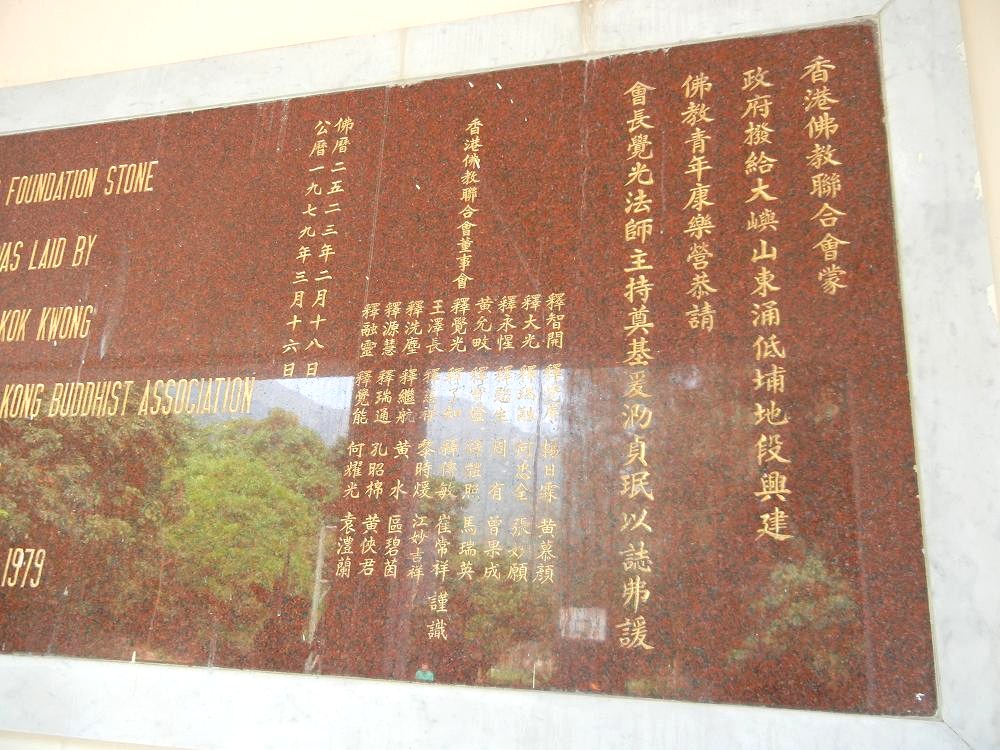 香港佛教聯合會蒙
政府撥給大嶼山東涌低埔地段興建
佛教青年康樂營恭請
會長覺光法師主持奠基爰泐貞珉以誌弗諼
香港佛教聯合會董事會
釋智開 黃慕顏
釋大光 張妙願
釋永惺 曾果成
黃允畋 馬瑞英
釋覺光 釋了知 崔常祥
王澤長 黎時煖 江妙吉祥
釋洗塵 釋繼航 黃水 區碧茵
釋源慧 釋瑞通 孔昭棉 黃俠君
釋融靈 釋覺能 何耀光 袁澧蘭
謹識
佛曆二五二三年二月十八日
公曆一九七九年三月十六日
FOUNDATION STONE
WAS LAID BY
KOK KWONG
KONG BUDDHIST ASSOCIATION
1979